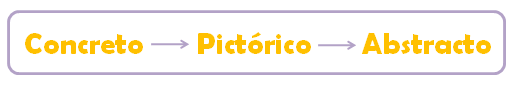 Concreto → Pictórico → Abstracto